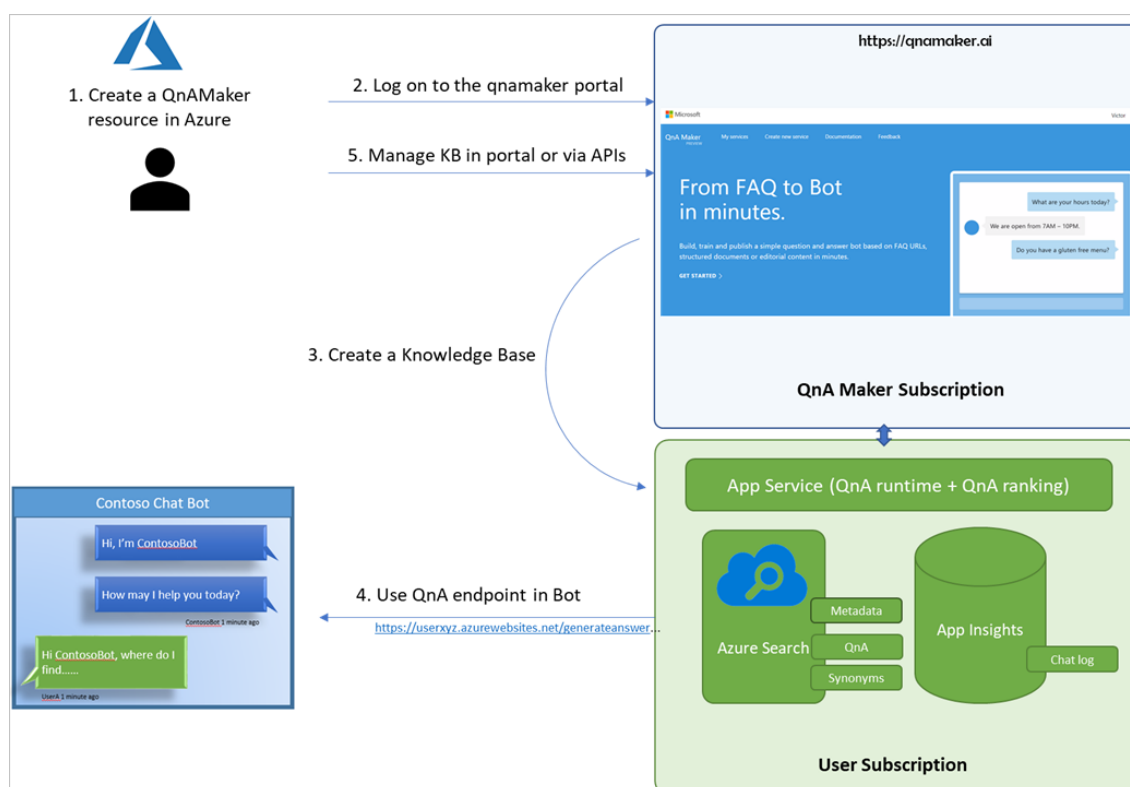 https://qnamaker.ai
1. Create a QnAMaker
resource in Azure
2. Log on to the qnamaker portal
5. Manage KB in portal or via APIs
Microsoft
Victor
QnA Maker
PREVIEW
My services
Create new service
Documentation
Feedback
From FAQ to Bot
in minutes.
Build, train and publish a simple question and answer bot based on FAQ URLs,
structured documents or editorial content in minutes.
GET STARTED >
What are your hours today?
We are open from 7AM – 10PM.
Do you have a gluten free menu?
3. Create a Knowledge Base
QnA Maker Subscription
App Service (QnA runtime + QnA ranking)
Contoso Chat Bot
Hi, I'm ContosoBot
How may I help you today?
ContosoBot 1 minute ago
Hi ContosoBot, where do I
find......
UserA 1 minute ago
4. Use QnA endpoint in Bot
https://userxyz.azurewebsites.net/generateanswer...
Azure Search
Metadata
QnA
Synonyms
App Insights
Chat log
User Subscription